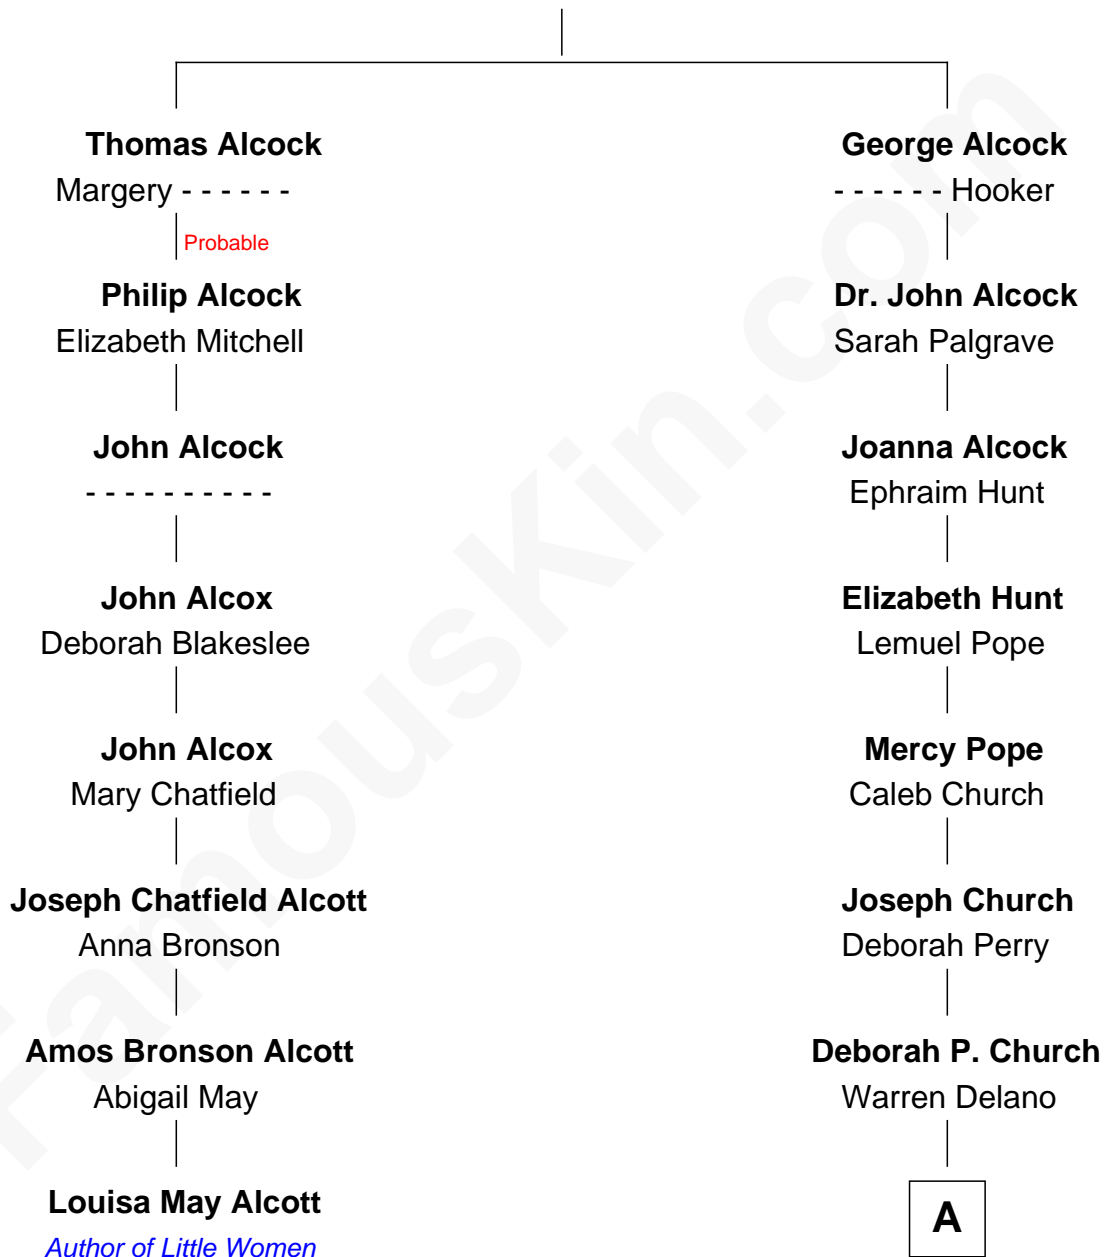 Thomas Alcock
Margery - - - - - -
Probable
Philip Alcock
Elizabeth Mitchell
John Alcock
- - - - - - - - - -
John Alcox
Deborah Blakeslee
John Alcox
Mary Chatfield
Joseph Chatfield Alcott
Anna Bronson
Amos Bronson Alcott
Abigail May
Louisa May Alcott
Author of Little Women
George Alcock
- - - - - - Hooker
Dr. John Alcock
Sarah Palgrave
Joanna Alcock
Ephraim Hunt
Elizabeth Hunt
Lemuel Pope
Mercy Pope
Caleb Church
Joseph Church
Deborah Perry
Deborah P. Church
Warren Delano
A
FamousKin.com